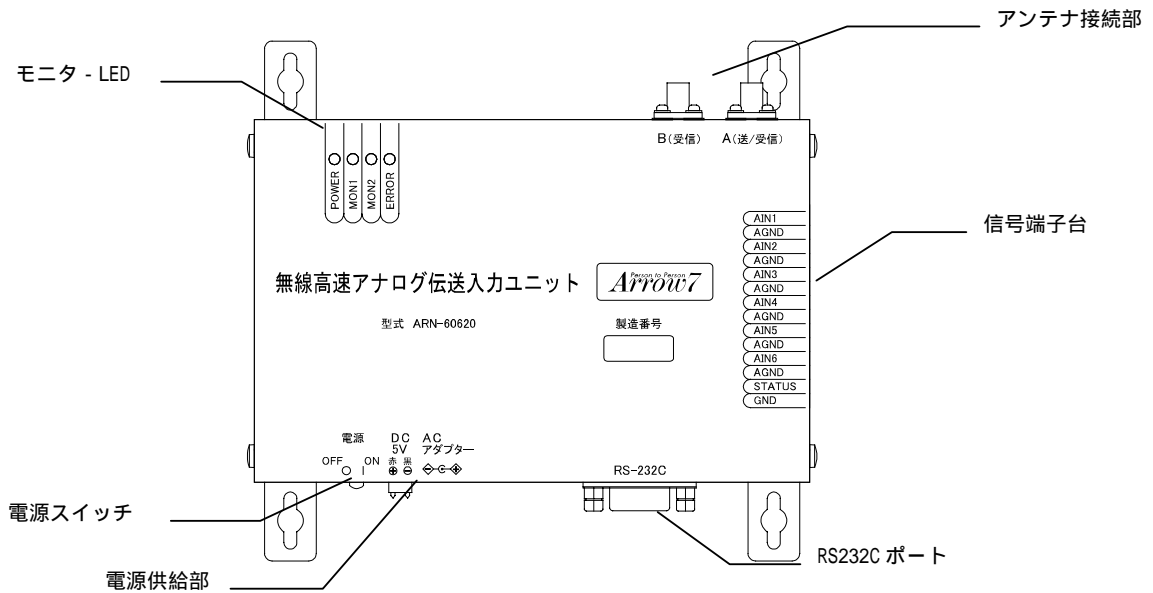 アンテナ接続部
モニタ - LED
B(受信) A(送/受信)
POWER
MON1
MON2
ERROR
AIN1
AGND
AIN2
AGND
AIN3
AGND
AIN4
AGND
AIN5
AGND
AIN6
AGND
STATUS
GND
信号端子台
無線高速アナログ伝送入力ユニット
Person to Person
Arrow7
型式 ARN-60620
製造番号
電源
OFF ON
DC
5V
赤 黒
AC
アダプター
RS-232C
電源スイッチ
電源供給部
RS232C ポート